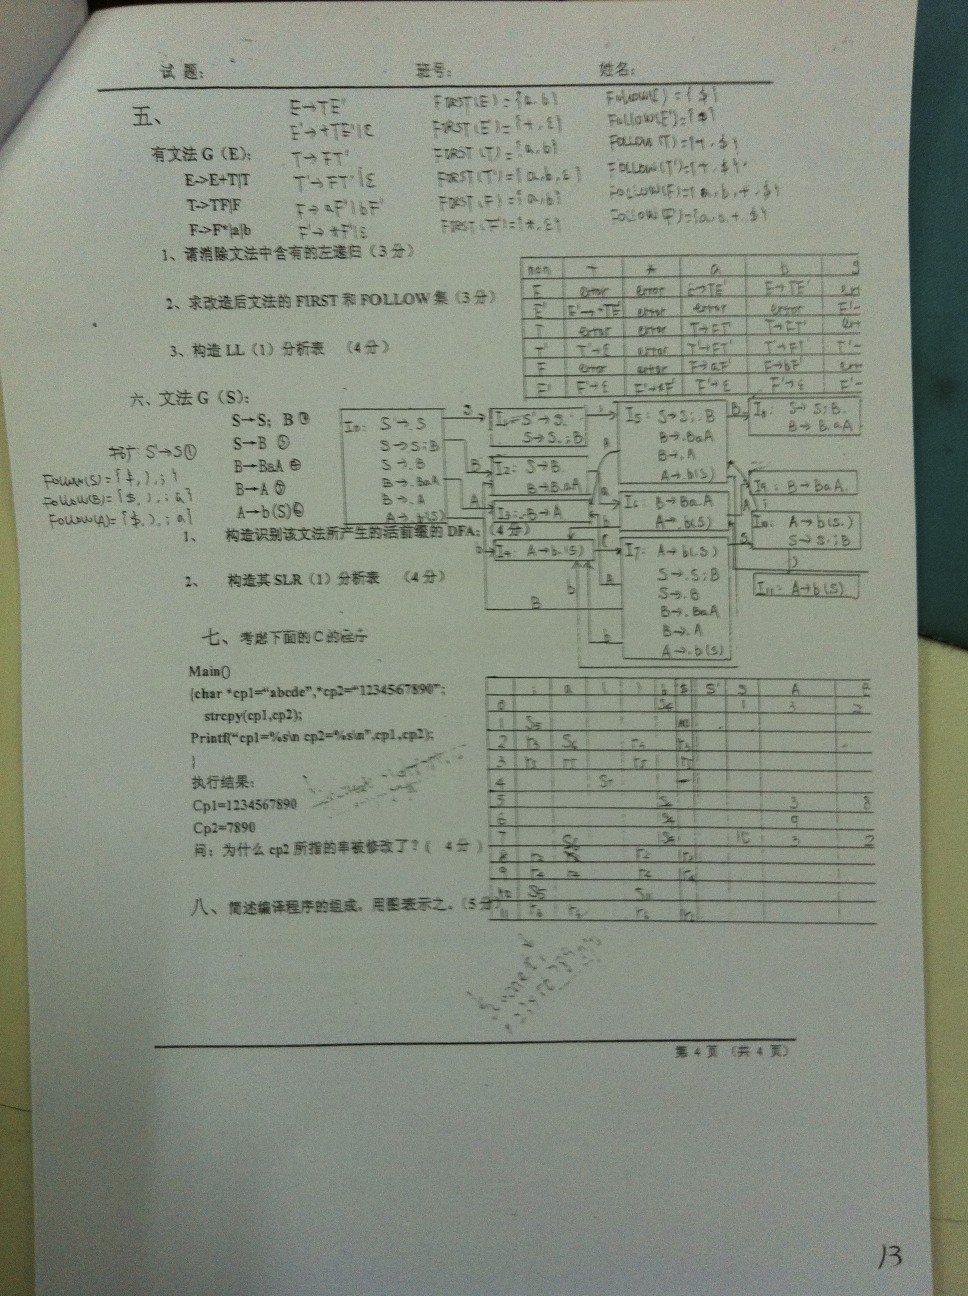 试 题：	班号：	姓名：
五、
E→TE'	FIRST(E)={a,b}
E'→+TE'|ε	FIRST(E')={+,ε}	FOLLOW(E')={$}
有文法 G（E）：	T→FT'	FIRST(T)={a,b}	FOLLOW(T)={+,$}
E->E+T|T	T'→FT'|ε	FIRST(T')={a,b,ε}	FOLLOW(T')={+,$}
T->TF|F	F→aF'|bF'	FIRST(F)={a,b}	FOLLOW(F)={a,b,+,$}
F->F*|a|b	F'→*F'|ε	FIRST(F')={*,ε}	FOLLOW(F')={a,b,+,$}
1、请消除文法中含有的左递归（3 分）
2、求改造后文法的 FIRST 和 FOLLOW 集（3 分）
3、构造 LL（1）分析表 （4 分）
non	+	*	a	b	$
E	error	error	E→TE'	E→TE'	err
E'	E'→+TE'	error	error	error	E'→
T	error	error	T→FT'	T→FT'	err
T'	T'→ε	error	T'→FT'	T'→FT'	T'→
F	error	error	F→aF'	F→bF'	err
F'	F'→ε	F'→*F'	F'→ε	F'→ε	F'→
六、文法 G（S）：
S→S；B ②
S→B ③
B→BaA ④
B→A ⑤
A→b(S) ⑥
拓广 S'→S①
Follow(S)={$,),;}
Follow(B)={$,),;a}
Follow(A)={$,),;a}
I0: S'→.S
S→.S;B
S→.B
B→.BaA
B→.A
A→.b(S)
I1: S'→S.
S→S.;B
I2: S→B.
B→B.aA
I3: B→A.
I4: A→b.(S)
I5: S→S;.B
B→.BaA
B→.A
A→.b(S)
I6: B→Ba.A
A→.b(S)
I7: A→b(.S)
S→.S;B
S→.B
B→.BaA
B→.A
A→.b(S)
I8: S→S;B.
B→B.aA
I9: B→BaA.
I10: A→b(S.)
S→S.;B
I11: A→b(S).
1、 构造识别该文法所产生的活前缀的 DFA；（4 分）
2、 构造其 SLR（1）分析表 （4 分）
七、考虑下面的 C 的程序
Main()
{char *cp1="abcde",*cp2="1234567890";
strcpy(cp1,cp2);
Printf("cp1=%s\n cp2=%s\n",cp1,cp2);
}
执行结果：
Cp1=1234567890
Cp2=7890
问：为什么 cp2 所指的串被修改了？（ 4 分 ）
;	a	(	)	b	$	S'	S	A	B
0	S4	1	3	2
1	S5
2	r3	S6	r3	r3
3	r5	r5	r5	r5
4	S7
5	S4	3	8
6	S4	9
7	S4	10	3	2
8	r2	r2	r2
9	r4	r4	r4	r4
10	S5	S11
11	r6	r6	r6	r6
八、简述编译程序的组成，用图表示之。（5 分）
第 4 页 （共 4 页）
13